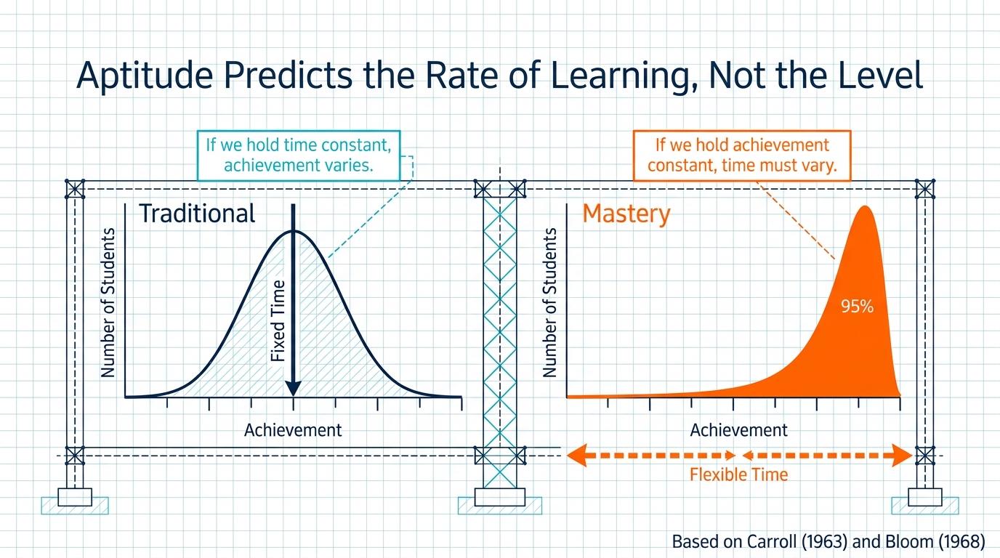 Aptitude Predicts the Rate of Learning, Not the Level
If we hold time constant,
achievement varies.
Traditional
Number of Students
Fixed Time
Achievement
If we hold achievement
constant, time must vary.
Mastery
Number of Students
95%
Achievement
Flexible Time
Based on Carroll (1963) and Bloom (1968)